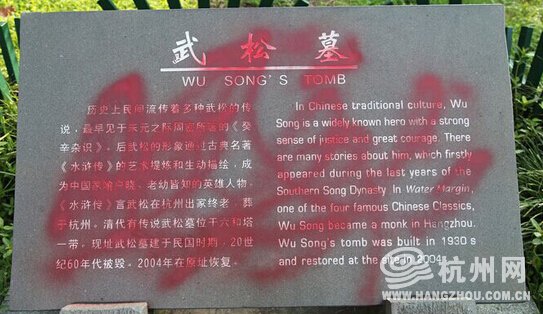 武松墓
WU SONG'S TOMB
历史上民间流传着多种武松的传
说，最早见于宋元之际周密所著的《癸
辛杂识》。后武松的形象通过古典名著
《水浒传》的艺术提炼和生动描绘，成
为中国家喻户晓、老幼皆知的英雄人物。
《水浒传》言武松在杭州出家终老，葬
于杭州。清代有传说武松墓位于六和塔
一带。现址武松墓建于民国时期，20世
纪60年代被毁。2004年在原址恢复。
In Chinese traditional culture, Wu
Song is a widely known hero with a strong
sense of justice and great courage. There
are many stories about him, which firstly
appeared during the last years of the
Southern Song Dynasty. In Water Margin,
one of the four famous Chinese Classics,
Wu Song became a monk in Hangzhou.
Wu Song's tomb was built in 1930's
and restored at the site in 2004.
杭州网
WWW.HANGZHOU.COM.CN